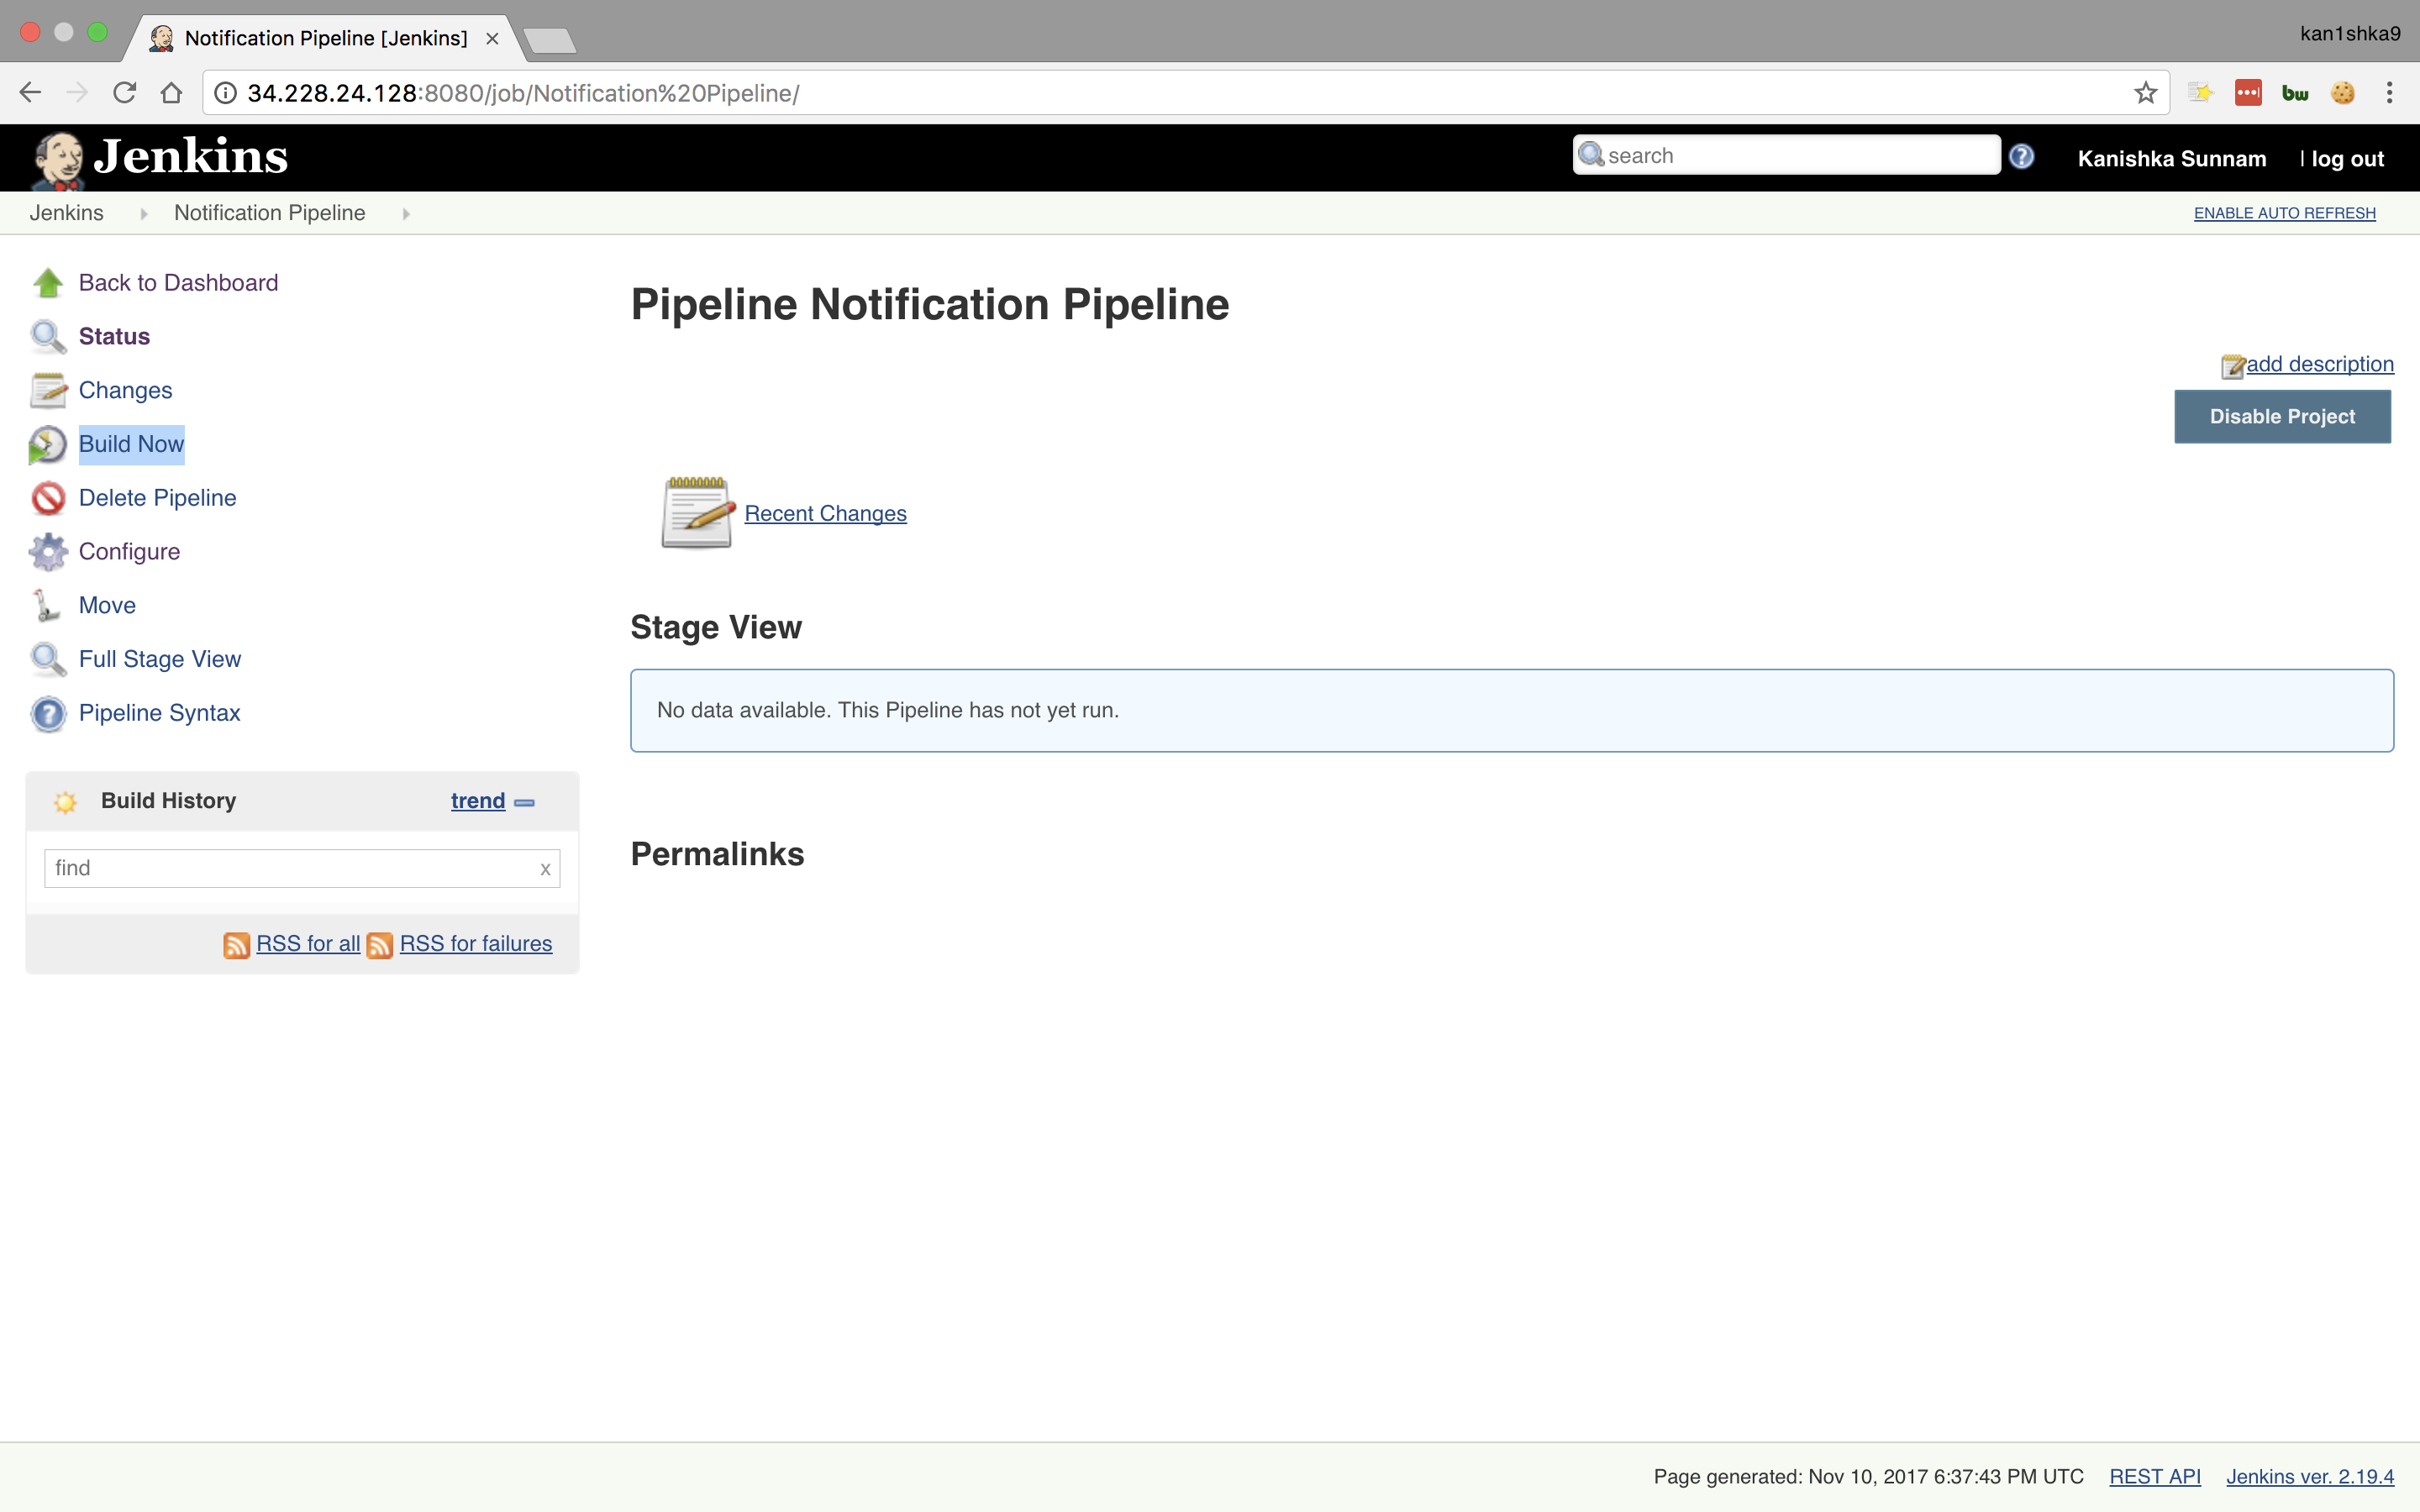 Notification Pipeline [Jenkins]
kan1shka9
34.228.24.128:8080/job/Notification%20Pipeline/
bw
Jenkins
search
Kanishka Sunnam | log out
Jenkins Notification Pipeline
ENABLE AUTO REFRESH
Back to Dashboard
Status
Changes
Build Now
Delete Pipeline
Configure
Move
Full Stage View
Pipeline Syntax
Build History trend
find x
RSS for all RSS for failures
Pipeline Notification Pipeline
add description
Disable Project
Recent Changes
Stage View
No data available. This Pipeline has not yet run.
Permalinks
Page generated: Nov 10, 2017 6:37:43 PM UTC REST API Jenkins ver. 2.19.4